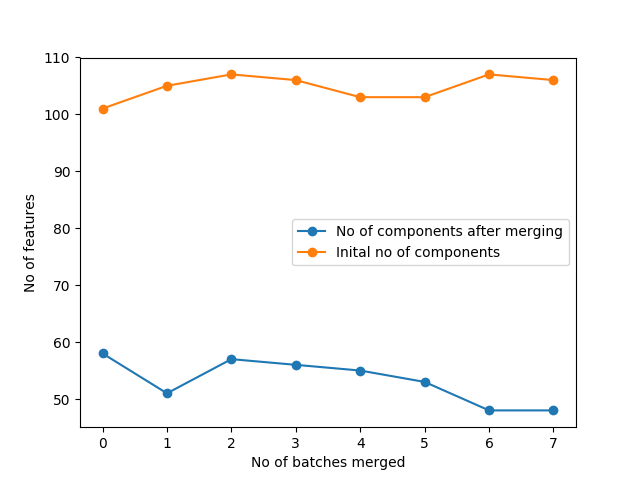 110
100
90
80
70
60
50
No of features
No of components after merging
Inital no of components
0 1 2 3 4 5 6 7
No of batches merged